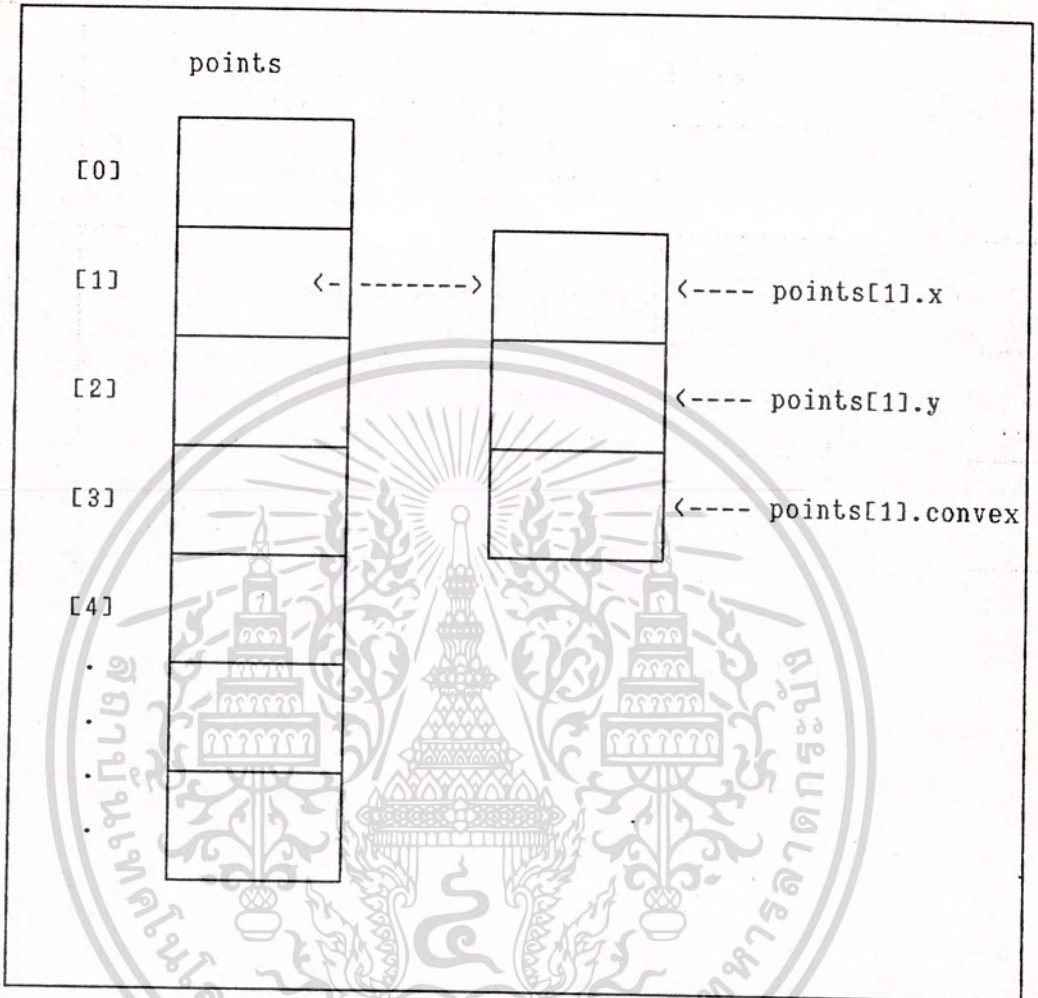 points
[0]
[1] <- -------> <---- points[1].x
[2] <---- points[1].y
[3] <---- points[1].convex
[4]
.
.
.
.